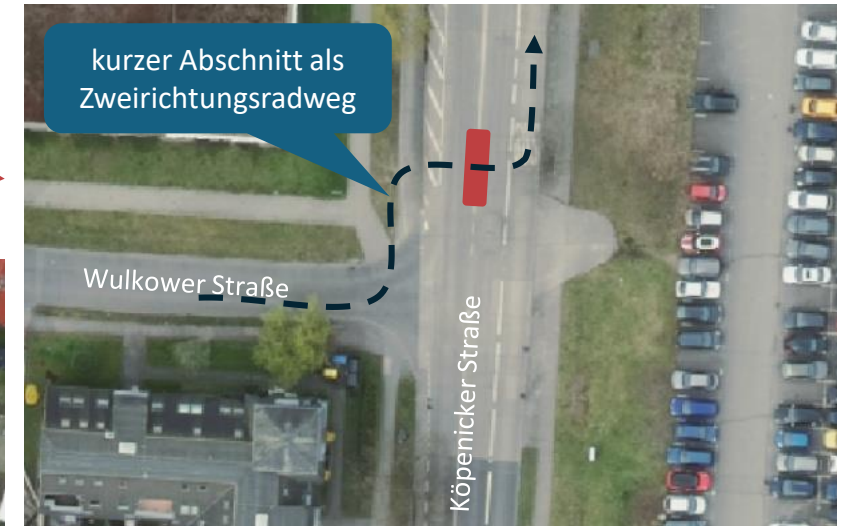 kurzer Abschnitt als
Zweirichtungsradweg
Wulkower Straße
Köpenicker Straße